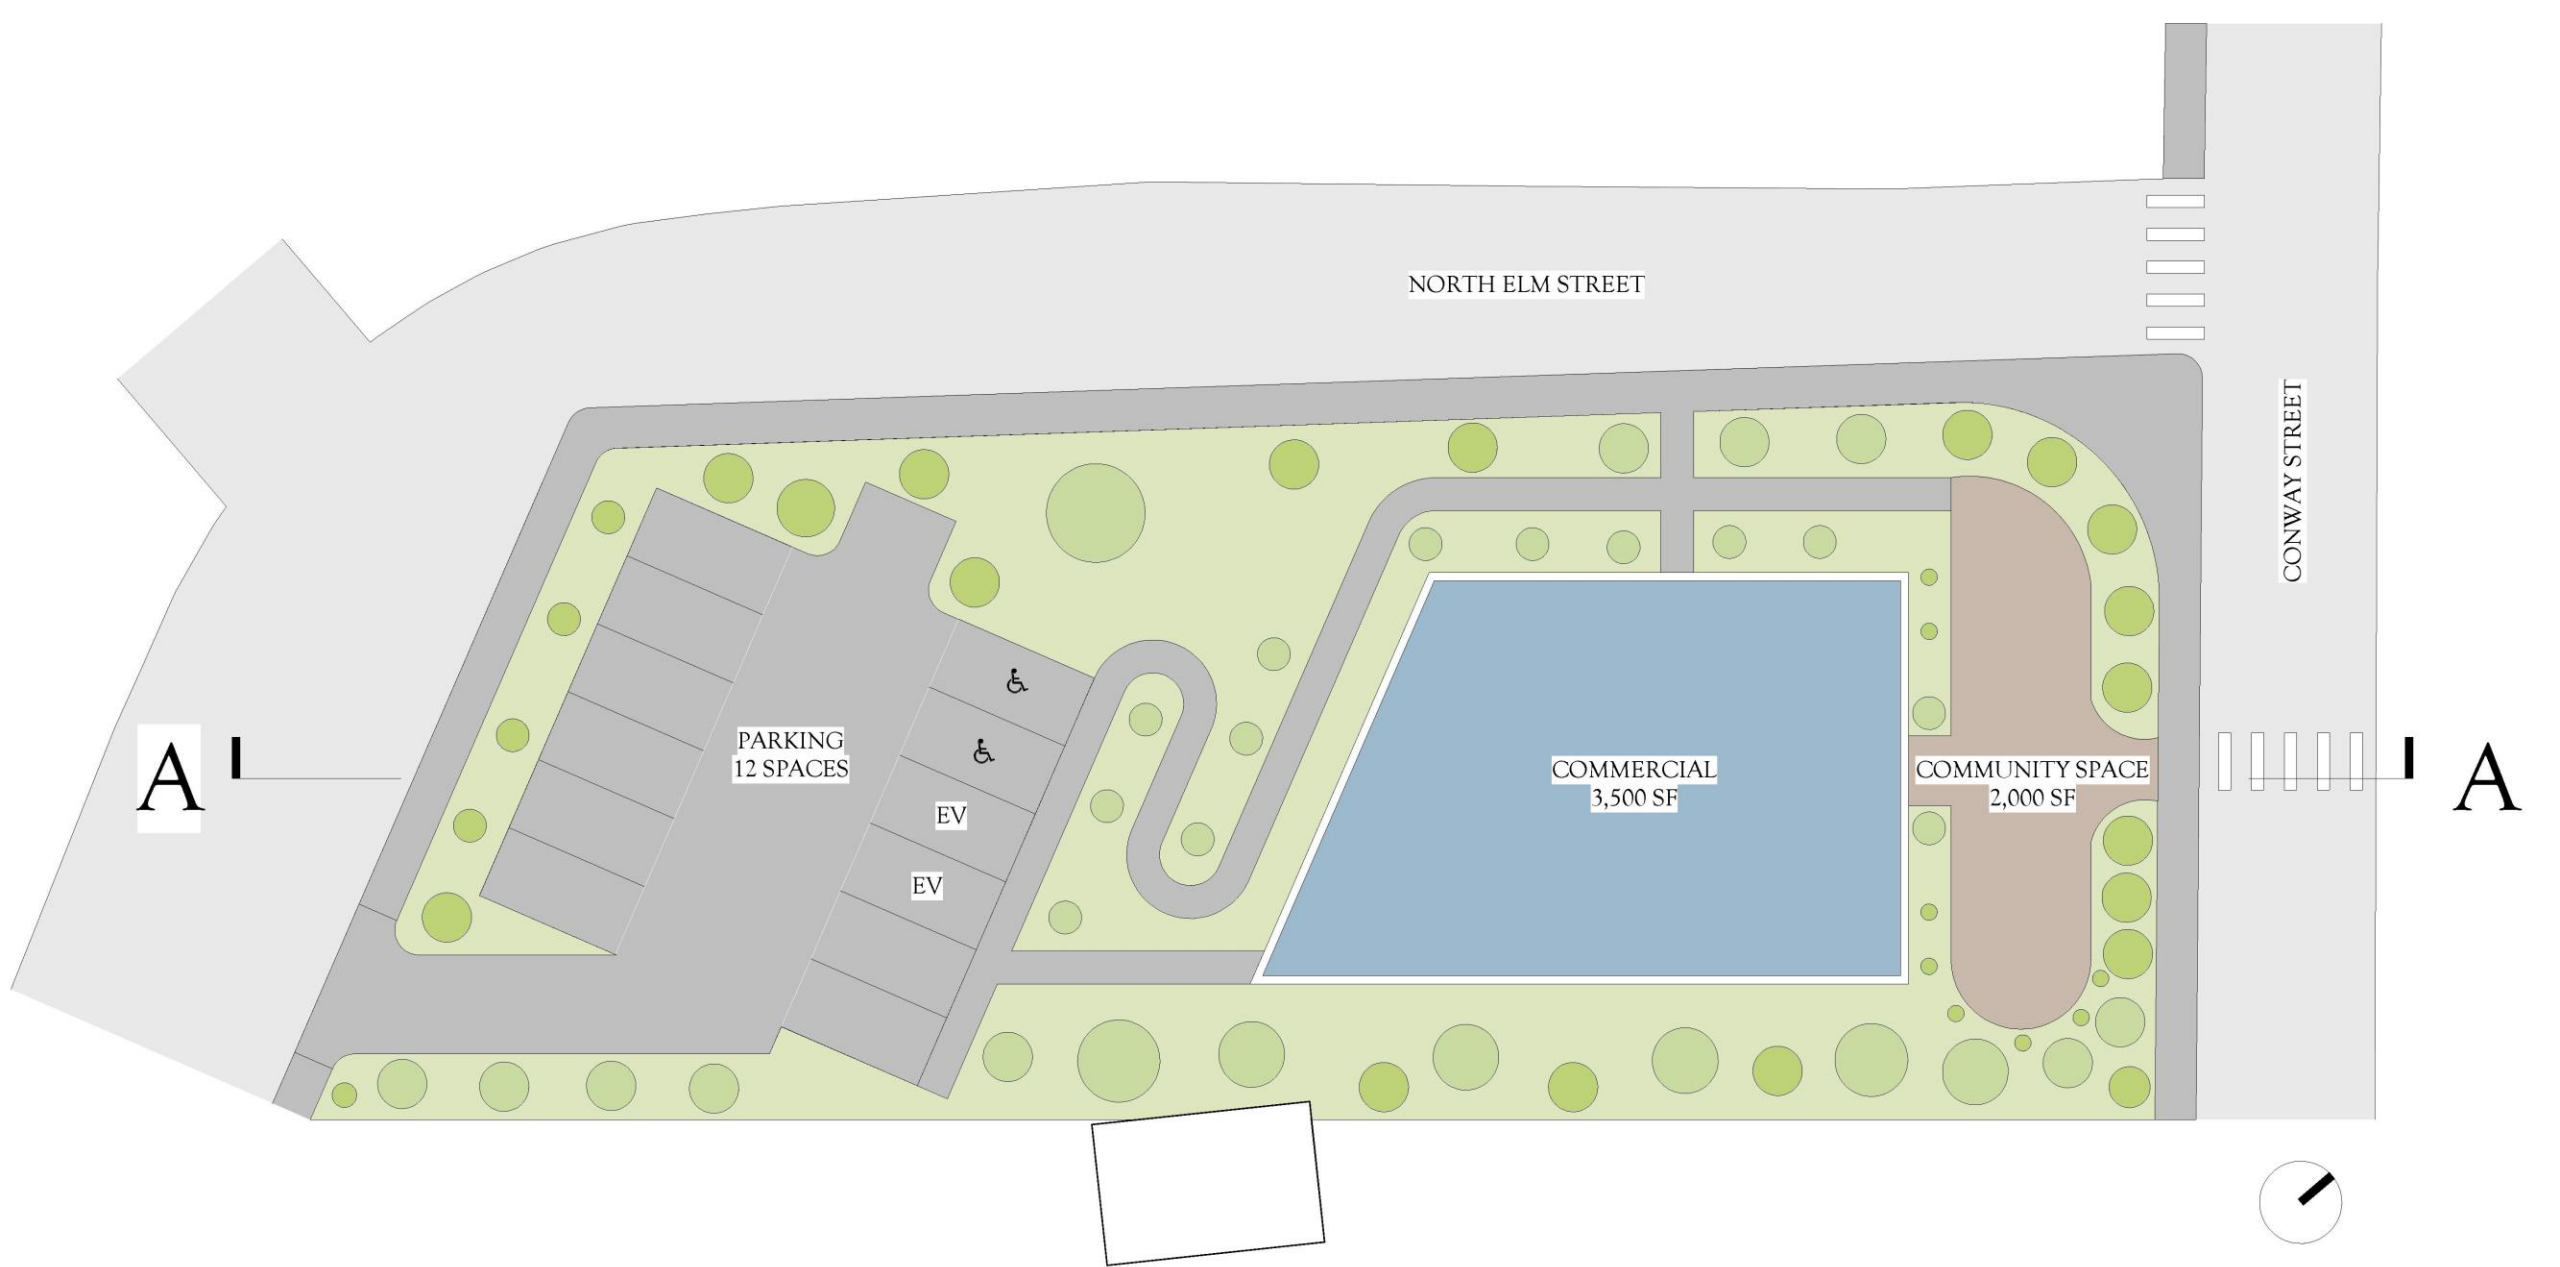 NORTH ELM STREET
CONWAY STREET
A
PARKING
12 SPACES
EV
EV
COMMERCIAL
3,500 SF
COMMUNITY SPACE
2,000 SF
A